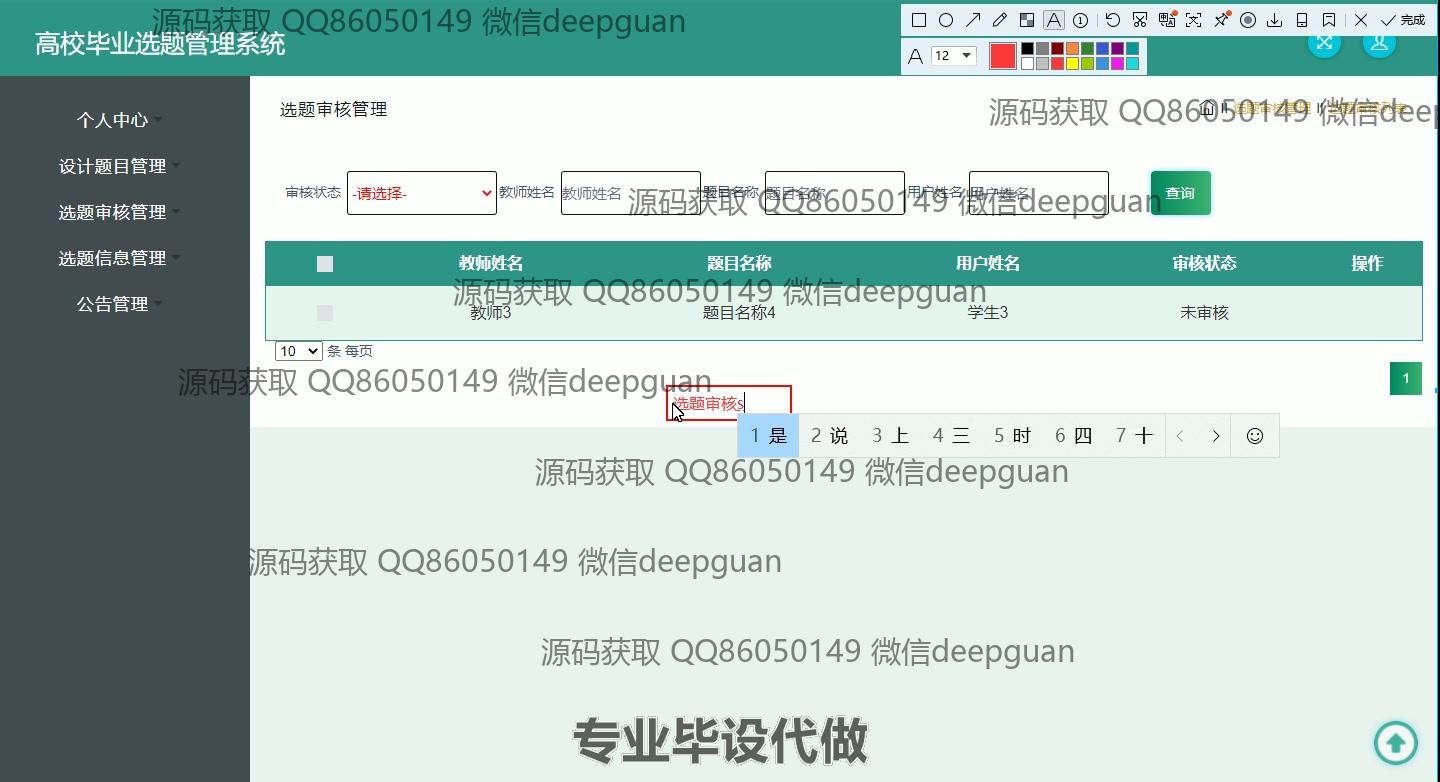 源码获取 QQ86050149 微信deepguan
高校毕业选题管理系统
完成
A 12
个人中心
设计题目管理
选题审核管理
选题信息管理
公告管理
选题审核管理
选题审核管理
源码获取 QQ86050149 微信deep
审核状态 -请选择- 教师姓名 教师姓名 题目名称 题目名称 用户姓名 用户姓名 查询
源码获取 QQ86050149 微信deepguan
教师姓名 题目名称 用户姓名 审核状态 操作
源码获取 QQ86050149 微信deepguan
教师3 题目名称4 学生3 未审核
10 条 每页
1
源码获取 QQ86050149 微信deepguan
选题审核s
1 是 2 说 3 上 4 三 5 时 6 四 7 十
源码获取 QQ86050149 微信deepguan
源码获取 QQ86050149 微信deepguan
源码获取 QQ86050149 微信deepguan
专业毕设代做